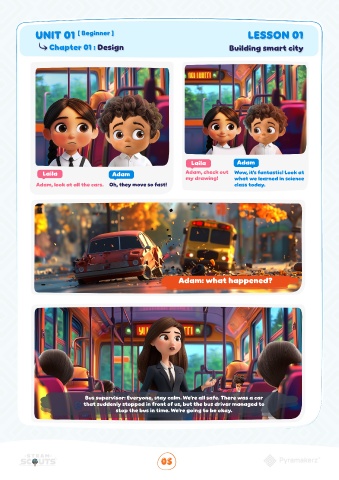 UNIT 01 [ Beginner ]
LESSON 01
Chapter 01 : Design
Building smart city
Laila
Adam
Adam, look at all the cars.
Oh, they move so fast!
Laila
Adam
Adam, check out
my drawing!
Wow, it's fantastic! Look at
what we learned in science
class today.
Adam: what happened?
Bus supervisor: Everyone, stay calm. We're all safe. There was a car
that suddenly stopped in front of us, but the bus driver managed to
stop the bus in time. We're going to be okay.
SCOUTS
05
Pyramakerz